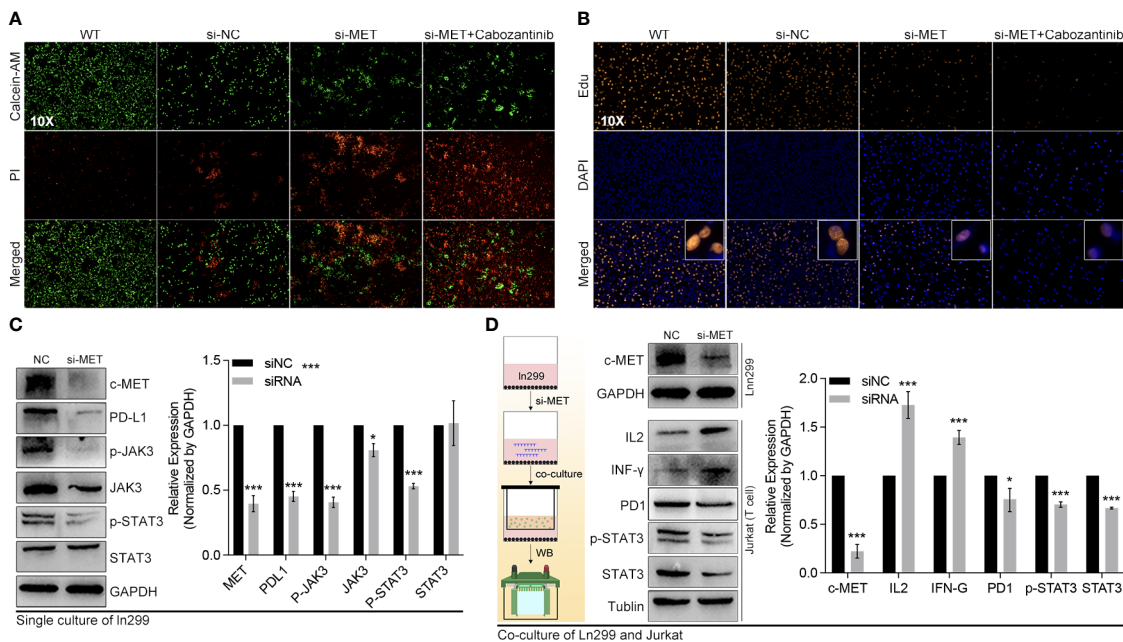 A
WT si-NC si-MET si-MET+Cabozantinib
Calcein-AM
10X
PI
Merged
B
WT si-NC si-MET si-MET+Cabozantinib
Edu
10X
DAPI
Merged
C
NC si-MET
c-MET
PD-L1
p-JAK3
JAK3
p-STAT3
STAT3
GAPDH
Relative Expression
(Normalized by GAPDH)
1.5
1.0
0.5
0.0
siNC
siRNA
***
*** *** *** * ***
MET PDL1 P-JAK3 JAK3 P-STAT3 STAT3
Single culture of ln299
D
ln299
si-MET
co-culture
WB
NC si-MET
c-MET
GAPDH
Lnn299
IL2
INF-γ
PD1
p-STAT3
STAT3
Tublin
Jurkat (T cell)
Relative Expression
(Normalized by GAPDH)
2.0
1.5
1.0
0.5
0.0
siNC
siRNA
*** *** *** * *** ***
c-MET IL2 IFN-G PD1 p-STAT3 STAT3
Co-culture of Ln299 and Jurkat